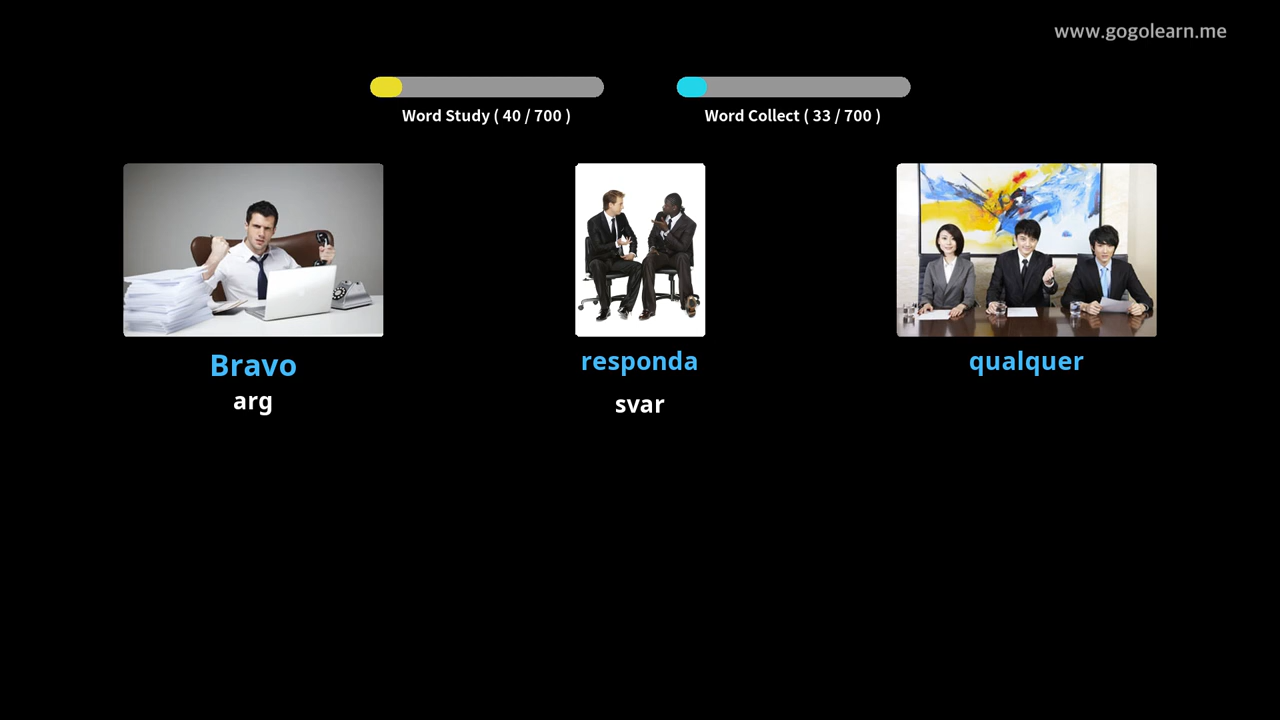 www.gogolearn.me
Word Study ( 40 / 700 )
Word Collect ( 33 / 700 )
Bravo
arg
responda
svar
qualquer